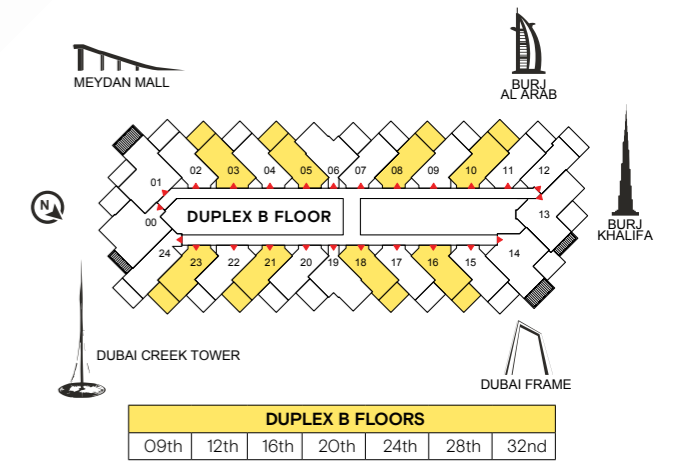 MEYDAN MALL
BURJ
AL ARAB
BURJ
KHALIFA
N
01 02 03 04 05 06 07 08 09 10 11 12
00
DUPLEX B FLOOR
13
24 23 22 21 20 19 18 17 16 15 14
DUBAI CREEK TOWER
DUBAI FRAME
DUPLEX B FLOORS
09th 12th 16th 20th 24th 28th 32nd